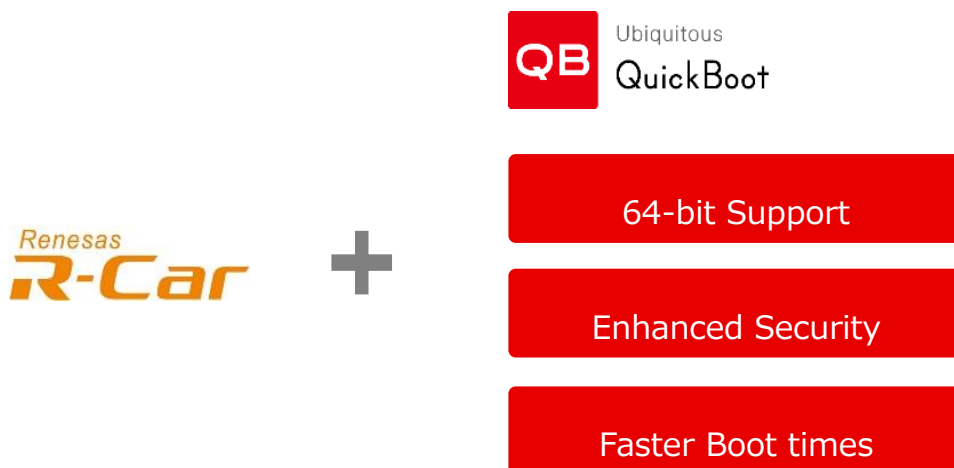 QB
Ubiquitous
QuickBoot
64-bit Support
Renesas
R-Car
+
Enhanced Security
Faster Boot times